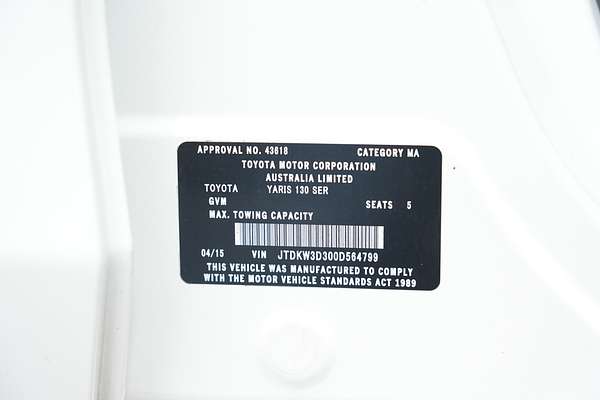 APPROVAL NO. 43618 CATEGORY MA
TOYOTA MOTOR CORPORATION
AUSTRALIA LIMITED
TOYOTA YARIS 130 SER
GVM SEATS 5
MAX. TOWING CAPACITY
04/15 VIN JTDKW3D300D564799
THIS VEHICLE WAS MANUFACTURED TO COMPLY
WITH THE MOTOR VEHICLE STANDARDS ACT 1989